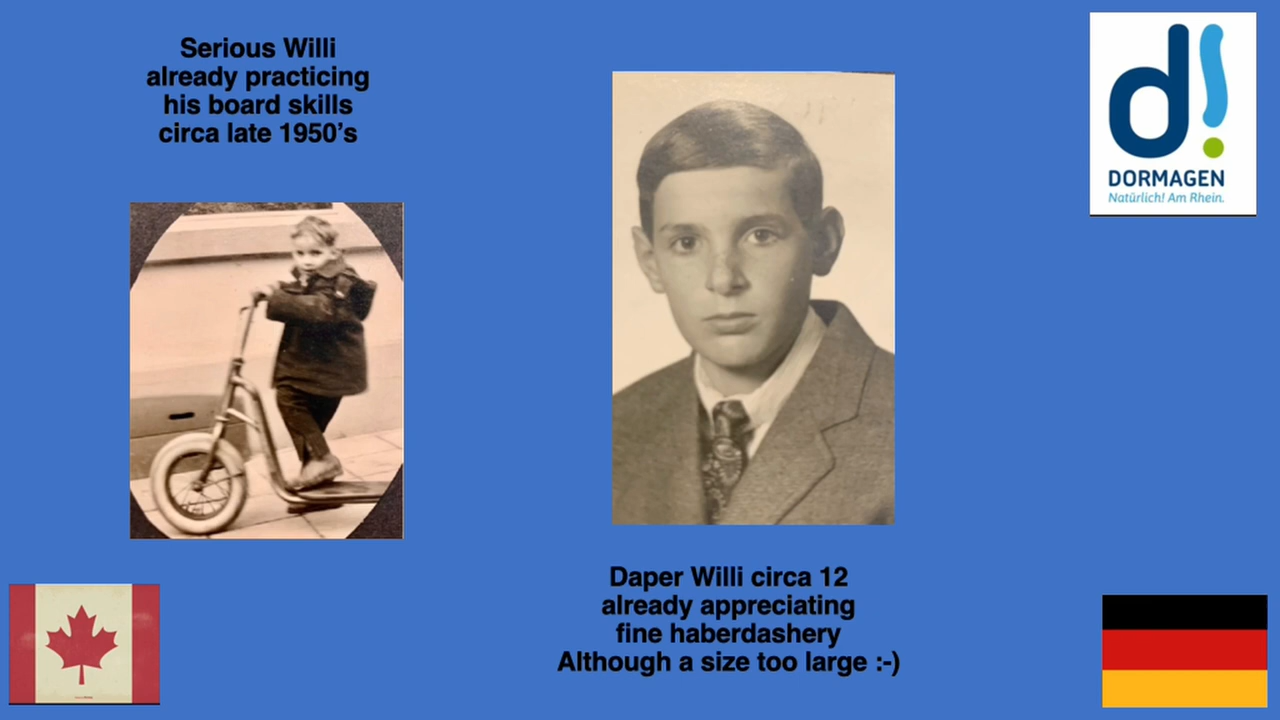 Serious Willi
already practicing
his board skills
circa late 1950’s
d!
DORMAGEN
Natürlich! Am Rhein.
Daper Willi circa 12
already appreciating
fine haberdashery
Although a size too large :-)